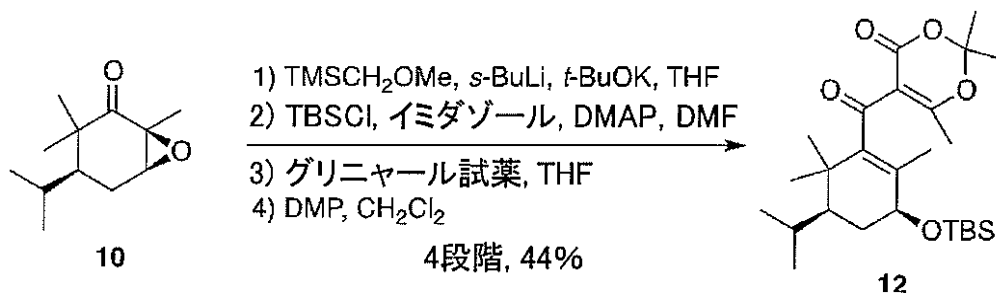 1) TMSCH2OMe, s-BuLi, t-BuOK, THF
2) TBSCl, イミダゾール, DMAP, DMF
3) グリニャール試薬, THF
4) DMP, CH2Cl2
4段階, 44%
O
O
10
O
O
O
O
OTBS
12